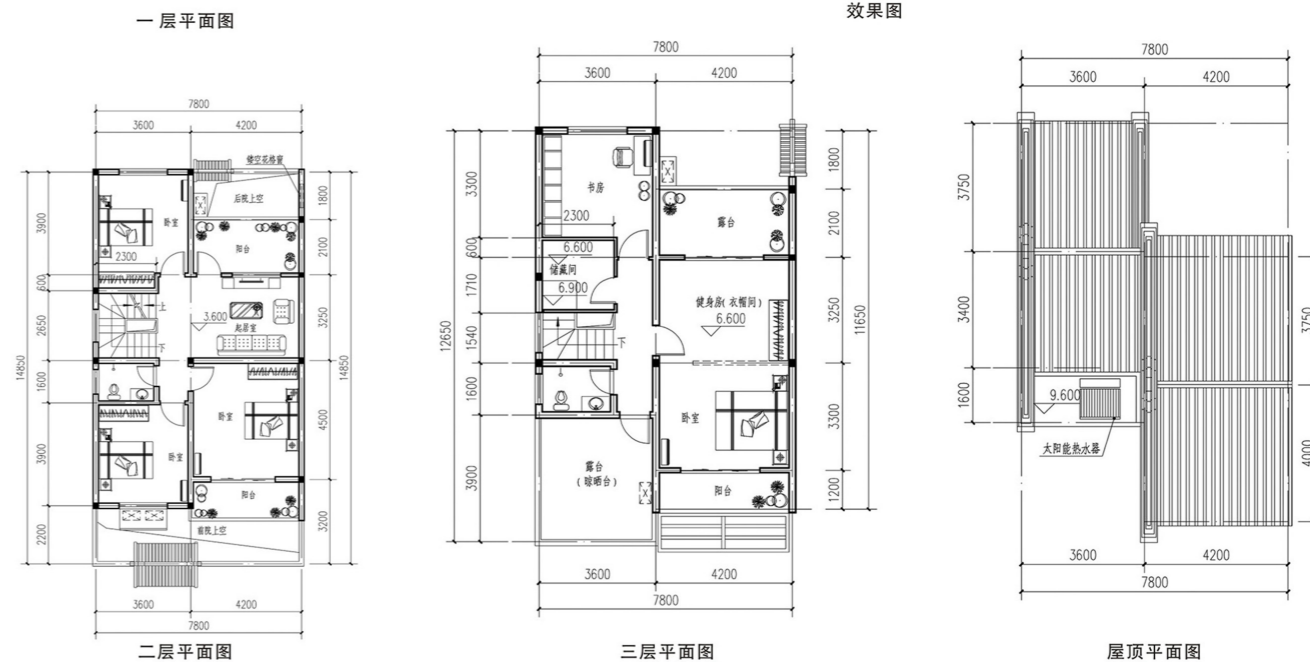 一层平面图
效果图
7800
3600
4200
镂空花格窗
后院上空
卧室
阳台
2300
上
3.600
起居室
下
卧室
卧室
阳台
前院上空
14850
3900
600
2650
1600
3900
2200
1800
2100
3250
4500
3200
14850
3600
4200
7800
二层平面图
7800
3600
4200
书房
2300
露台
6.600
储藏间
6.900
健身房(衣帽间)
6.600
下
卧室
露台
(晾晒台)
阳台
12650
3300
600
1710
1540
1600
3900
1800
2100
3250
3300
1200
11650
3600
4200
7800
三层平面图
7800
3600
4200
3750
3400
1600
9.600
太阳能热水器
3750
4000
3600
4200
7800
屋顶平面图